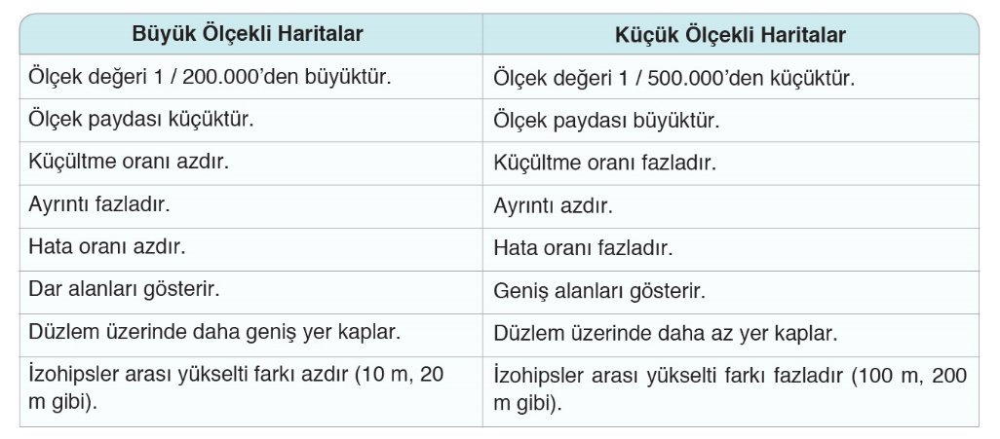 Büyük Ölçekli Haritalar
Küçük Ölçekli Haritalar
Ölçek değeri 1 / 200.000’den büyüktür.
Ölçek değeri 1 / 500.000’den küçüktür.
Ölçek paydası küçüktür.
Ölçek paydası büyüktür.
Küçültme oranı azdır.
Küçültme oranı fazladır.
Ayrıntı fazladır.
Ayrıntı azdır.
Hata oranı azdır.
Hata oranı fazladır.
Dar alanları gösterir.
Geniş alanları gösterir.
Düzlem üzerinde daha geniş yer kaplar.
Düzlem üzerinde daha az yer kaplar.
İzohipsler arası yükselti farkı azdır (10 m, 20
m gibi).
İzohipsler arası yükselti farkı fazladır (100 m, 200
m gibi).